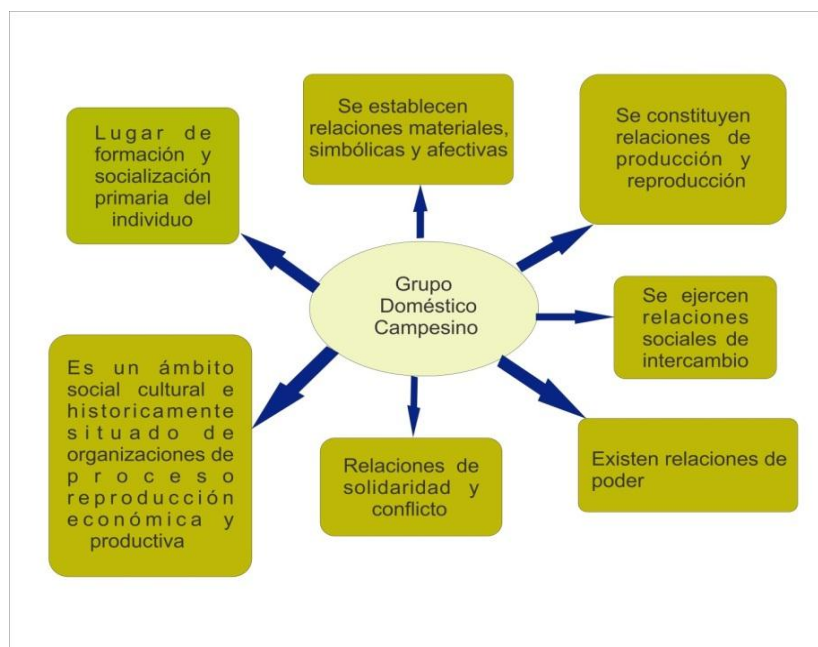 Lugar de
formación y
socialización
primaria del
individuo
Se establecen
relaciones materiales,
simbólicas y afectivas
Se constituyen
relaciones de
producción y
reproducción
Grupo
Doméstico
Campesino
Se ejercen
relaciones
sociales de
intercambio
Es un ámbito
social cultural e
historicamente
situado de
organizaciones de
proceso
reproducción
económica y
productiva
Relaciones de
solidaridad y
conflicto
Existen relaciones de
poder